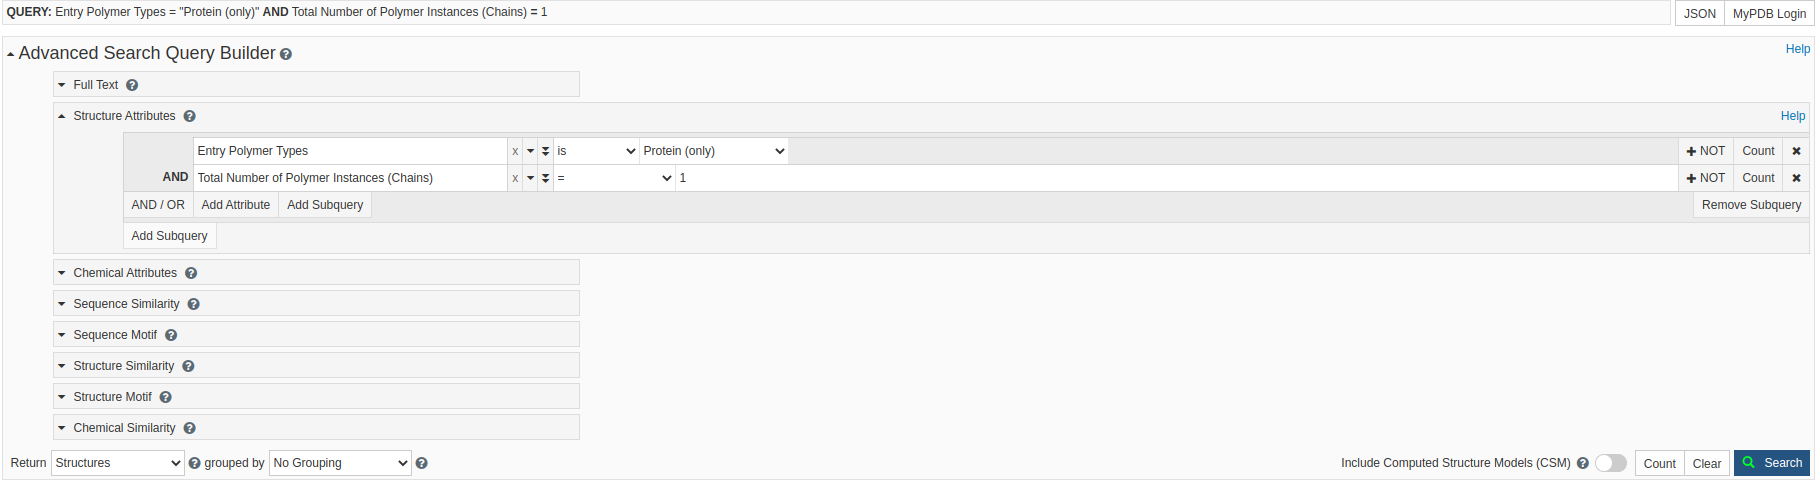 QUERY: Entry Polymer Types = "Protein (only)" AND Total Number of Polymer Instances (Chains) = 1
JSON MyPDB Login
Advanced Search Query Builder ?
Help
Full Text ?
Structure Attributes ?
Help
Entry Polymer Types x is Protein (only) NOT Count
AND Total Number of Polymer Instances (Chains) x = 1 NOT Count
AND / OR Add Attribute Add Subquery Remove Subquery
Add Subquery
Chemical Attributes ?
Sequence Similarity ?
Sequence Motif ?
Structure Similarity ?
Structure Motif ?
Chemical Similarity ?
Return Structures ? grouped by No Grouping ? Include Computed Structure Models (CSM) ? Count Clear Search